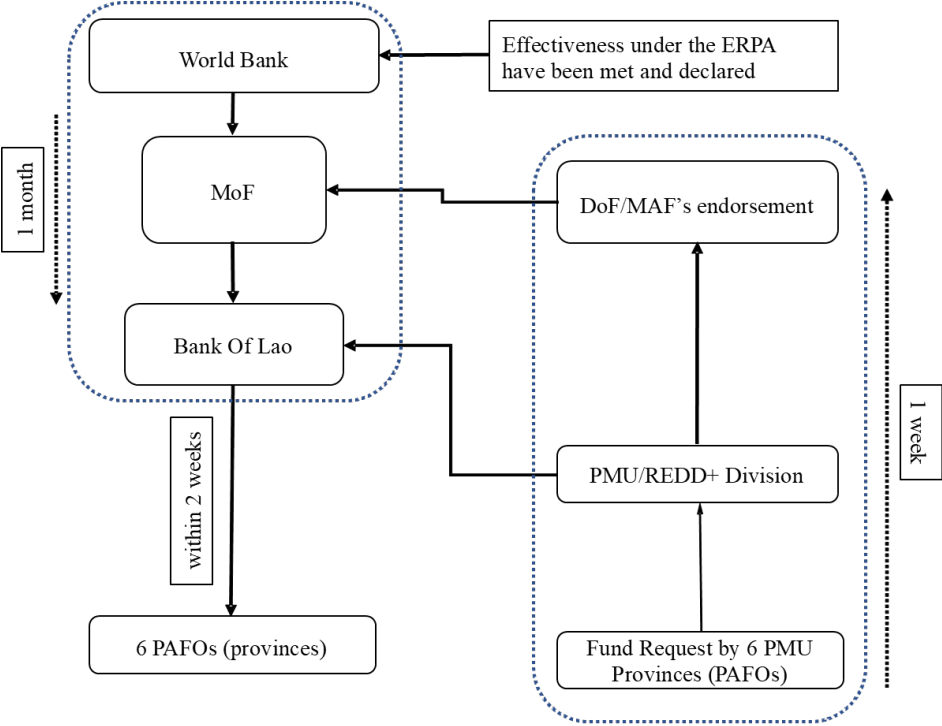 World Bank
Effectiveness under the ERPA
have been met and declared
1 month
MoF
DoF/MAF's endorsement
Bank Of Lao
1 week
within 2 weeks
PMU/REDD+ Division
6 PAFOs (provinces)
Fund Request by 6 PMU
Provinces (PAFOs)